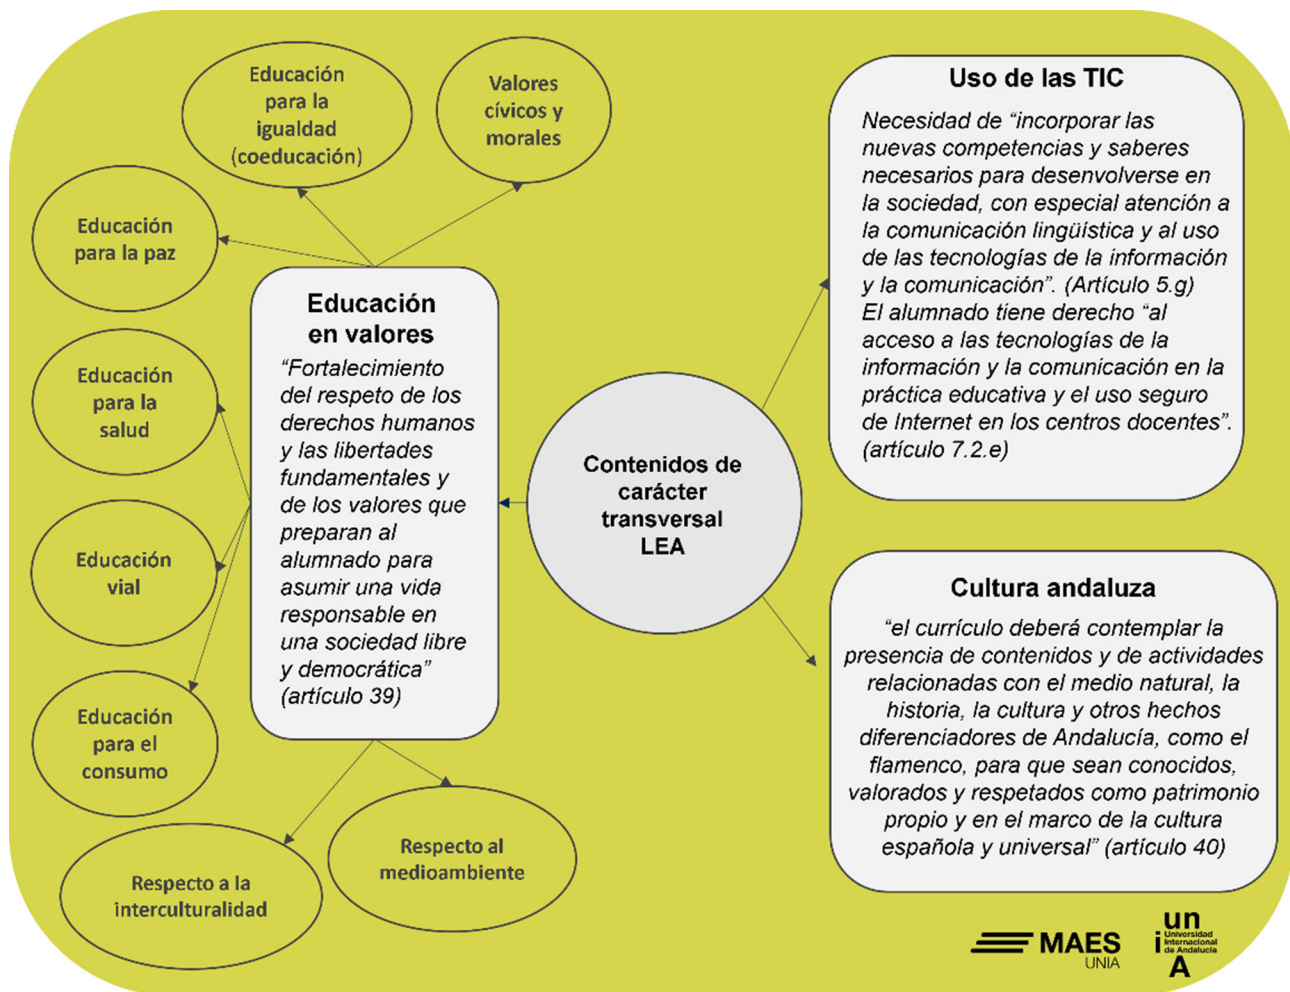 Educación
para la
igualdad
(coeducación)
Valores
cívicos y
morales
Educación
para la paz
Educación
para la
salud
Educación
vial
Educación
para el
consumo
Respecto a la
interculturalidad
Respecto al
medioambiente
Educación
en valores
“Fortalecimiento
del respeto de los
derechos humanos
y las libertades
fundamentales y
de los valores que
preparan al
alumnado para
asumir una vida
responsable en
una sociedad libre
y democrática”
(artículo 39)
Contenidos de
carácter
transversal
LEA
Uso de las TIC
Necesidad de “incorporar las
nuevas competencias y saberes
necesarios para desenvolverse en
la sociedad, con especial atención a
la comunicación lingüística y al uso
de las tecnologías de la información
y la comunicación”. (Artículo 5.g)
El alumnado tiene derecho “al
acceso a las tecnologías de la
información y la comunicación en la
práctica educativa y el uso seguro
de Internet en los centros docentes”.
(artículo 7.2.e)
Cultura andaluza
“el currículo deberá contemplar la
presencia de contenidos y de actividades
relacionadas con el medio natural, la
historia, la cultura y otros hechos
diferenciadores de Andalucía, como el
flamenco, para que sean conocidos,
valorados y respetados como patrimonio
propio y en el marco de la cultura
española y universal” (artículo 40)
MAES
UNIA
un
i
Universidad
Internacional
de Andalucía
A